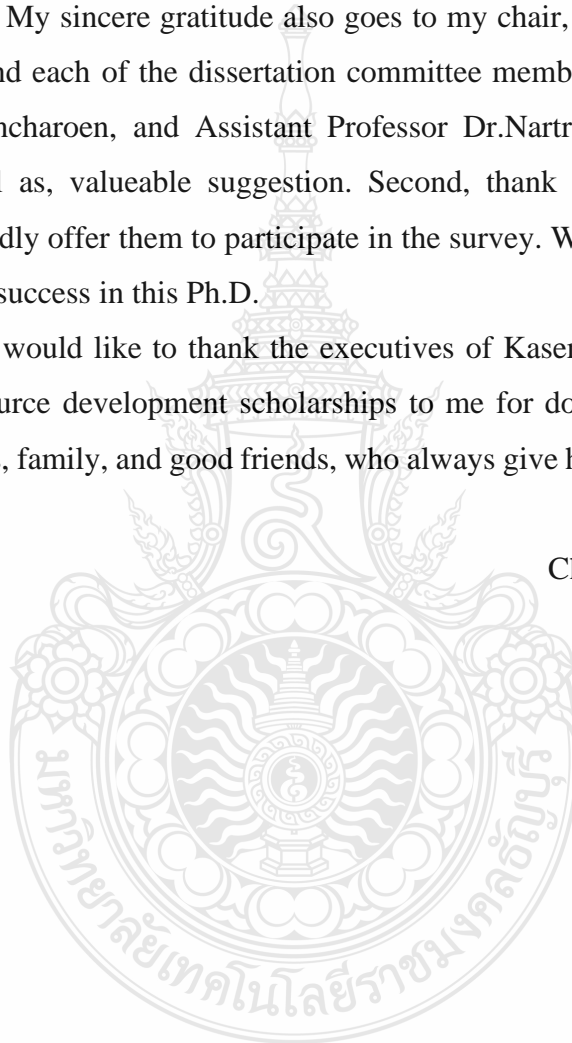 My sincere gratitude also goes to my chair,
nd each of the dissertation committee memb
ncharoen, and Assistant Professor Dr.Nartr
l as, valueable suggestion. Second, thank
dly offer them to participate in the survey. W
success in this Ph.D.
would like to thank the executives of Kasem
urce development scholarships to me for do
, family, and good friends, who always give h
Cl
มหาวิทยาลัยเทคโนโลยีราชมงคลธัญบุรี